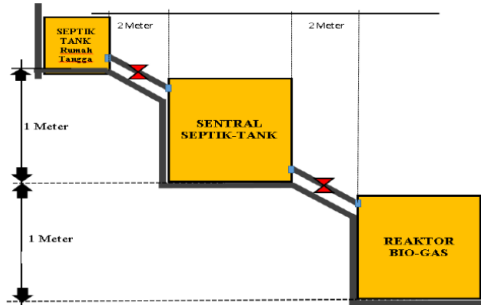 SEPTIK
TANK
Rumah
Tangga
2 Meter
2 Meter
1 Meter
SENTRAL
SEPTIK-TANK
1 Meter
REAKTOR
BIO-GAS